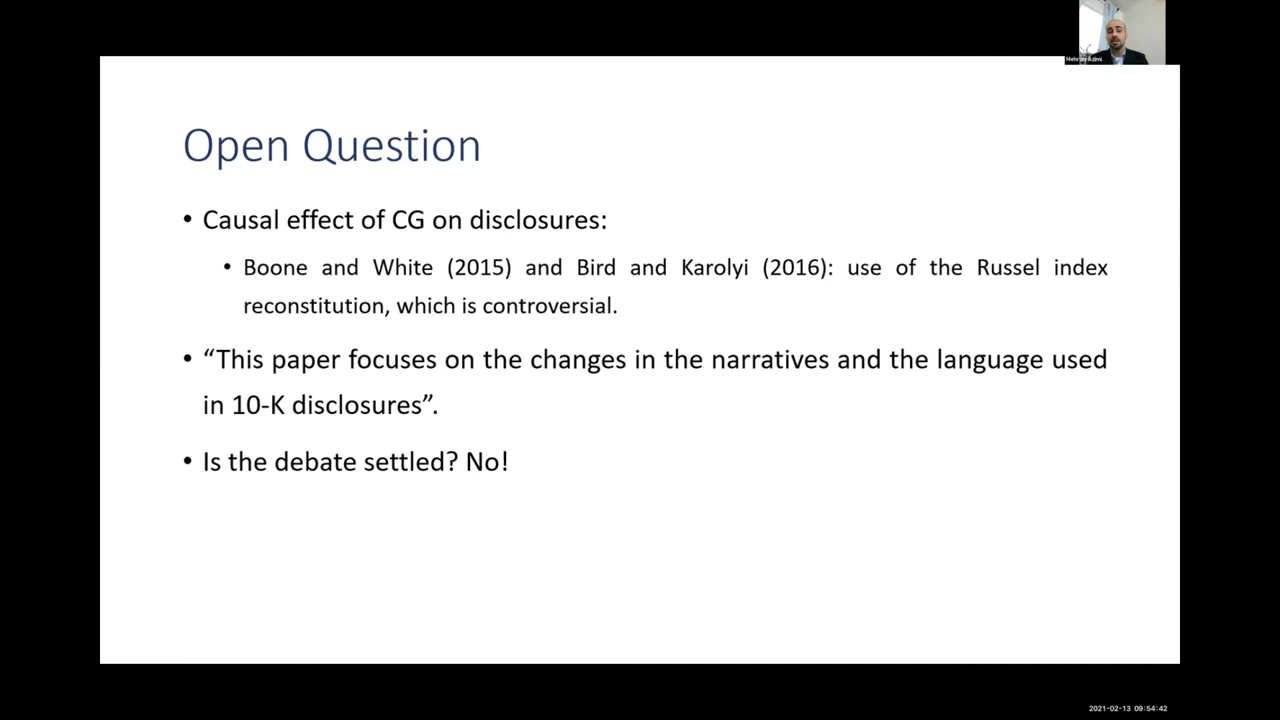 Mehran Azimi
Open Question
• Causal effect of CG on disclosures:
• Boone and White (2015) and Bird and Karolyi (2016): use of the Russel index
reconstitution, which is controversial.
• “This paper focuses on the changes in the narratives and the language used
in 10-K disclosures”.
• Is the debate settled? No!
2021-02-13 09:54:42